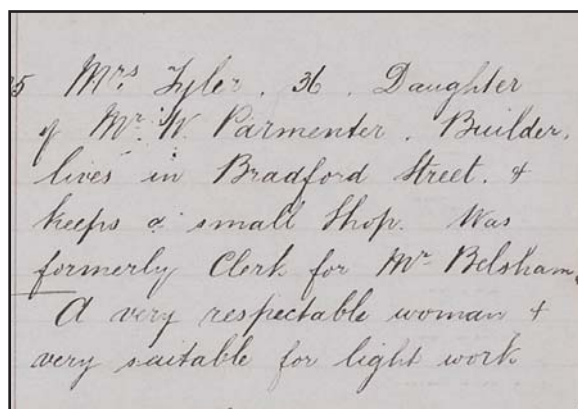 5 Mrs Tyler. 36. Daughter
of Mr. W. Parmenter. Builder.
lives in Bradford Street. &
keeps a small Shop. Was
formerly Clerk for Mr Belsham.
A very respectable woman &
very suitable for light work